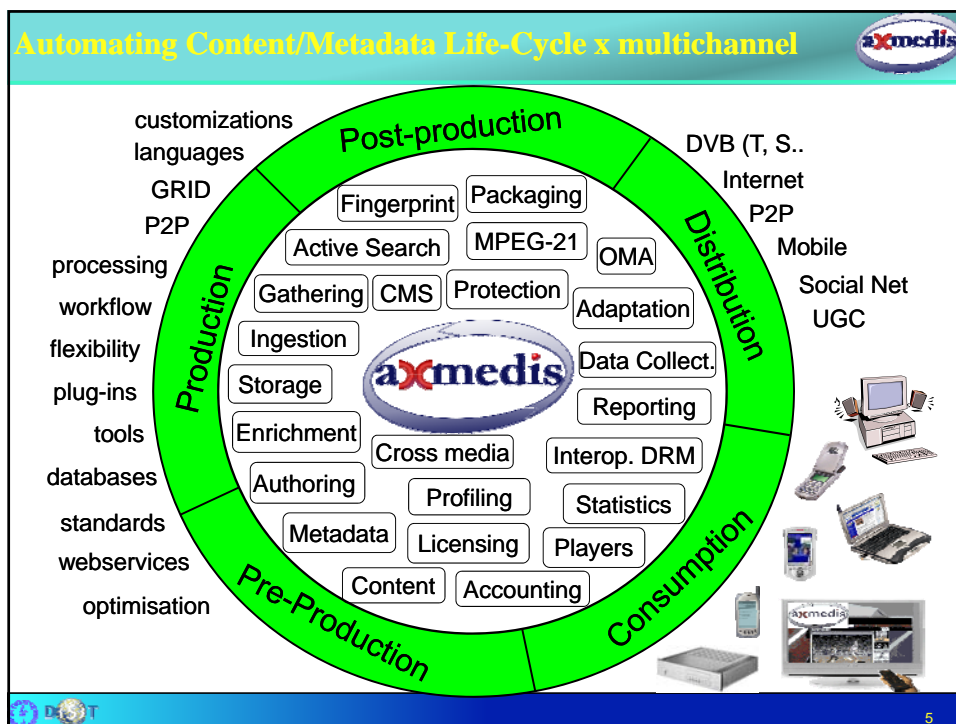 Automating Content/Metadata Life-Cycle x multichannel
axmedis
customizations
languages
GRID
P2P
processing
workflow
flexibility
plug-ins
tools
databases
standards
webservices
optimisation
Post-production
Production
Pre-Production
Distribution
Consumption
Fingerprint
Packaging
Active Search
MPEG-21
OMA
Gathering
CMS
Protection
Adaptation
Ingestion
axmedis
Data Collect.
Storage
Reporting
Enrichment
Cross media
Interop. DRM
Authoring
Profiling
Statistics
Metadata
Licensing
Players
Content
Accounting
DVB (T, S..
Internet
P2P
Mobile
Social Net
UGC
axmedis
5